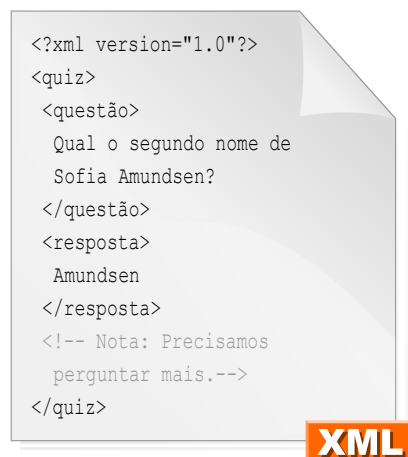 <?xml version="1.0"?>
<quiz>
<questão>
Qual o segundo nome de
Sofia Amundsen?
</questão>
<resposta>
Amundsen
</resposta>
<!-- Nota: Precisamos
perguntar mais.-->
</quiz>
XML